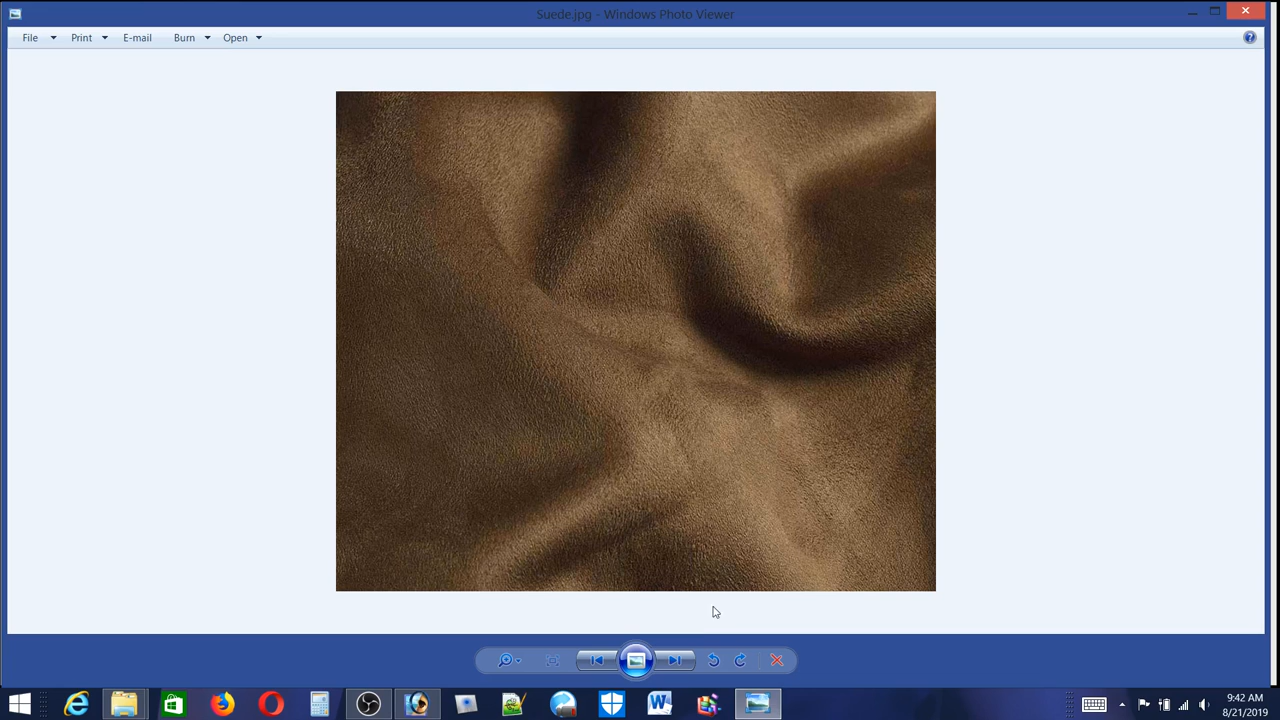 Suede.jpg - Windows Photo Viewer
File Print E-mail Burn Open
9:42 AM
8/21/2019